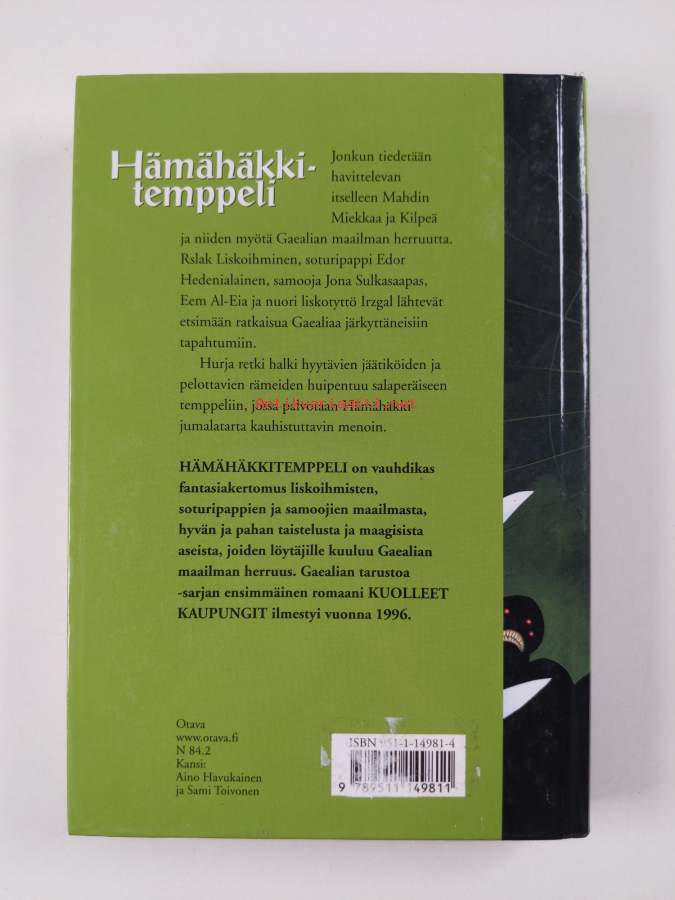 Hämähäkki-
temppeli
Jonkun tiedetään
havittelevan
itselleen Mahdin
Miekkaa ja Kilpeä
ja niiden myötä Gaealian maailman herruutta.
Rslak Liskoihminen, soturipappi Edor
Hedenialainen, samooja Jona Sulkasaapas,
Eem Al-Eia ja nuori liskotyttö Irzgal lähtevät
etsimään ratkaisua Gaealiaa järkyttäneisiin
tapahtumiin.
Hurja retki halki hyytävien jäätiköiden ja
pelottavien rämeiden huipentuu salaperäiseen
temppeliin, jossa palvotaan Hämähäkki-
Antikvariaatti.net
jumalatarta kauhistuttavin menoin.
HÄMÄHÄKKITEMPPELI on vauhdikas
fantasiakertomus liskoihmisten,
soturipappien ja samoojien maailmasta,
hyvän ja pahan taistelusta ja maagisista
aseista, joiden löytäjille kuuluu Gaealian
maailman herruus. Gaealian tarustoa
-sarjan ensimmäinen romaani KUOLLEET
KAUPUNGIT ilmestyi vuonna 1996.
Otava
www.otava.fi
N 84.2
Kansi:
Aino Havukainen
ja Sami Toivonen
ISBN 951-1-14981-4
9 789511 149811